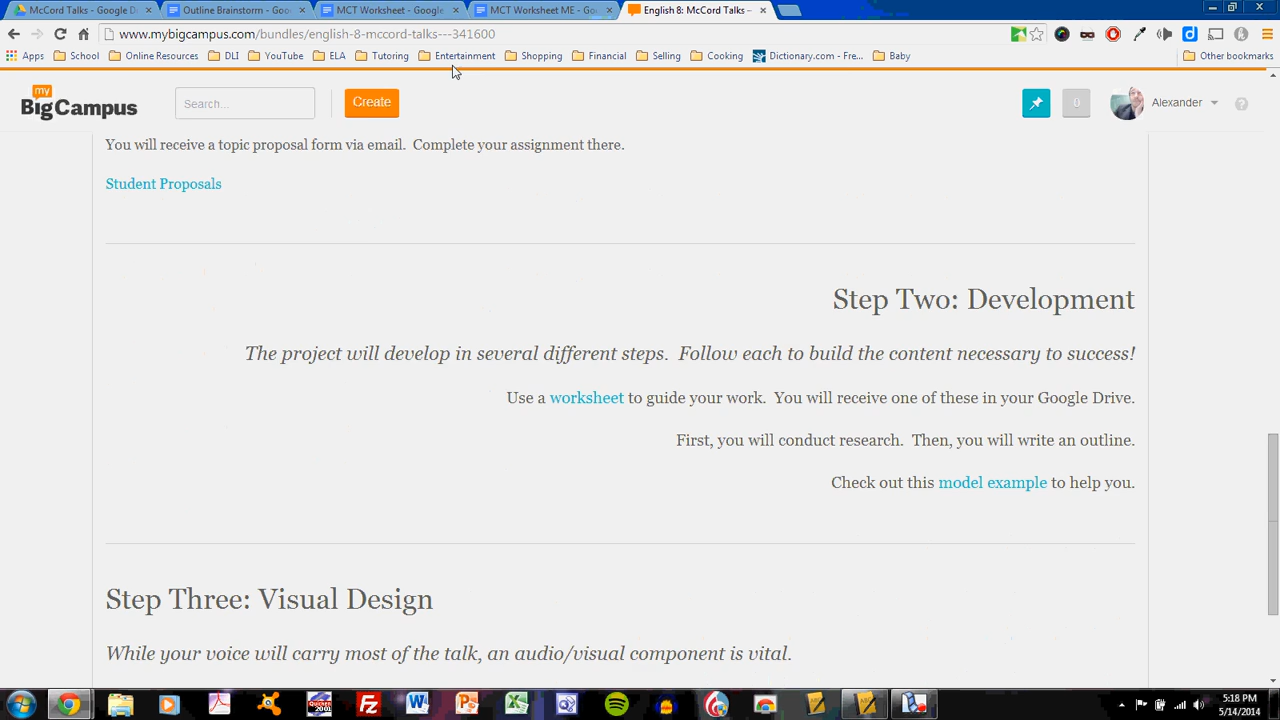 McCord Talks - Google D
Outline Brainstorm - Goo
MCT Worksheet - Google
MCT Worksheet ME - Go
English 8: McCord Talks –
www.mybigcampus.com/bundles/english-8-mccord-talks---341600
Apps School Online Resources DLI YouTube ELA Tutoring Entertainment Shopping Financial Selling Cooking Dictionary.com - Fre... Baby Other bookmarks
my
BigCampus
Search...
Create
0
Alexander
?
You will receive a topic proposal form via email. Complete your assignment there.
Student Proposals
Step Two: Development
The project will develop in several different steps. Follow each to build the content necessary to success!
Use a worksheet to guide your work. You will receive one of these in your Google Drive.
First, you will conduct research. Then, you will write an outline.
Check out this model example to help you.
Step Three: Visual Design
While your voice will carry most of the talk, an audio/visual component is vital.
5:18 PM
5/14/2014